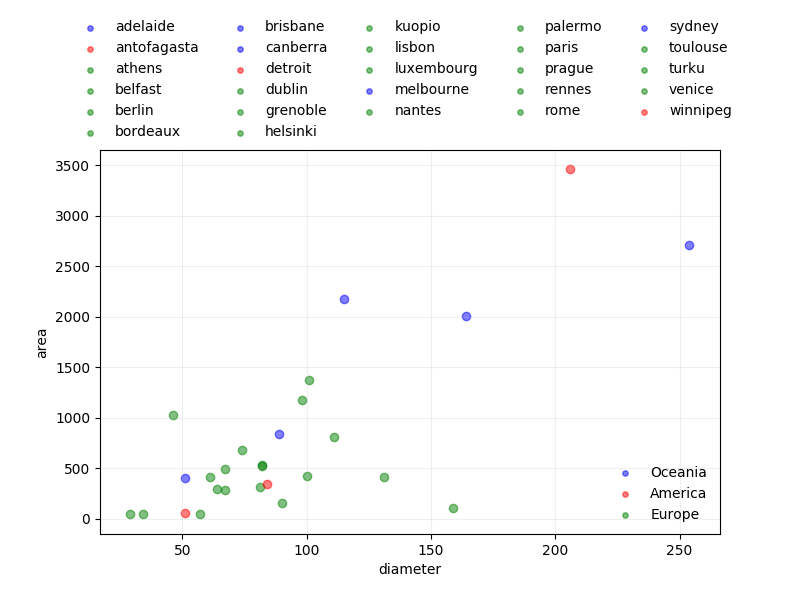 adelaide brisbane kuopio palermo sydney
antofagasta canberra lisbon paris toulouse
athens detroit luxembourg prague turku
belfast dublin melbourne rennes venice
berlin grenoble nantes rome winnipeg
bordeaux helsinki
3500
3000
2500
2000
1500
1000
500
0
area
Oceania
America
Europe
50 100 150 200 250
diameter